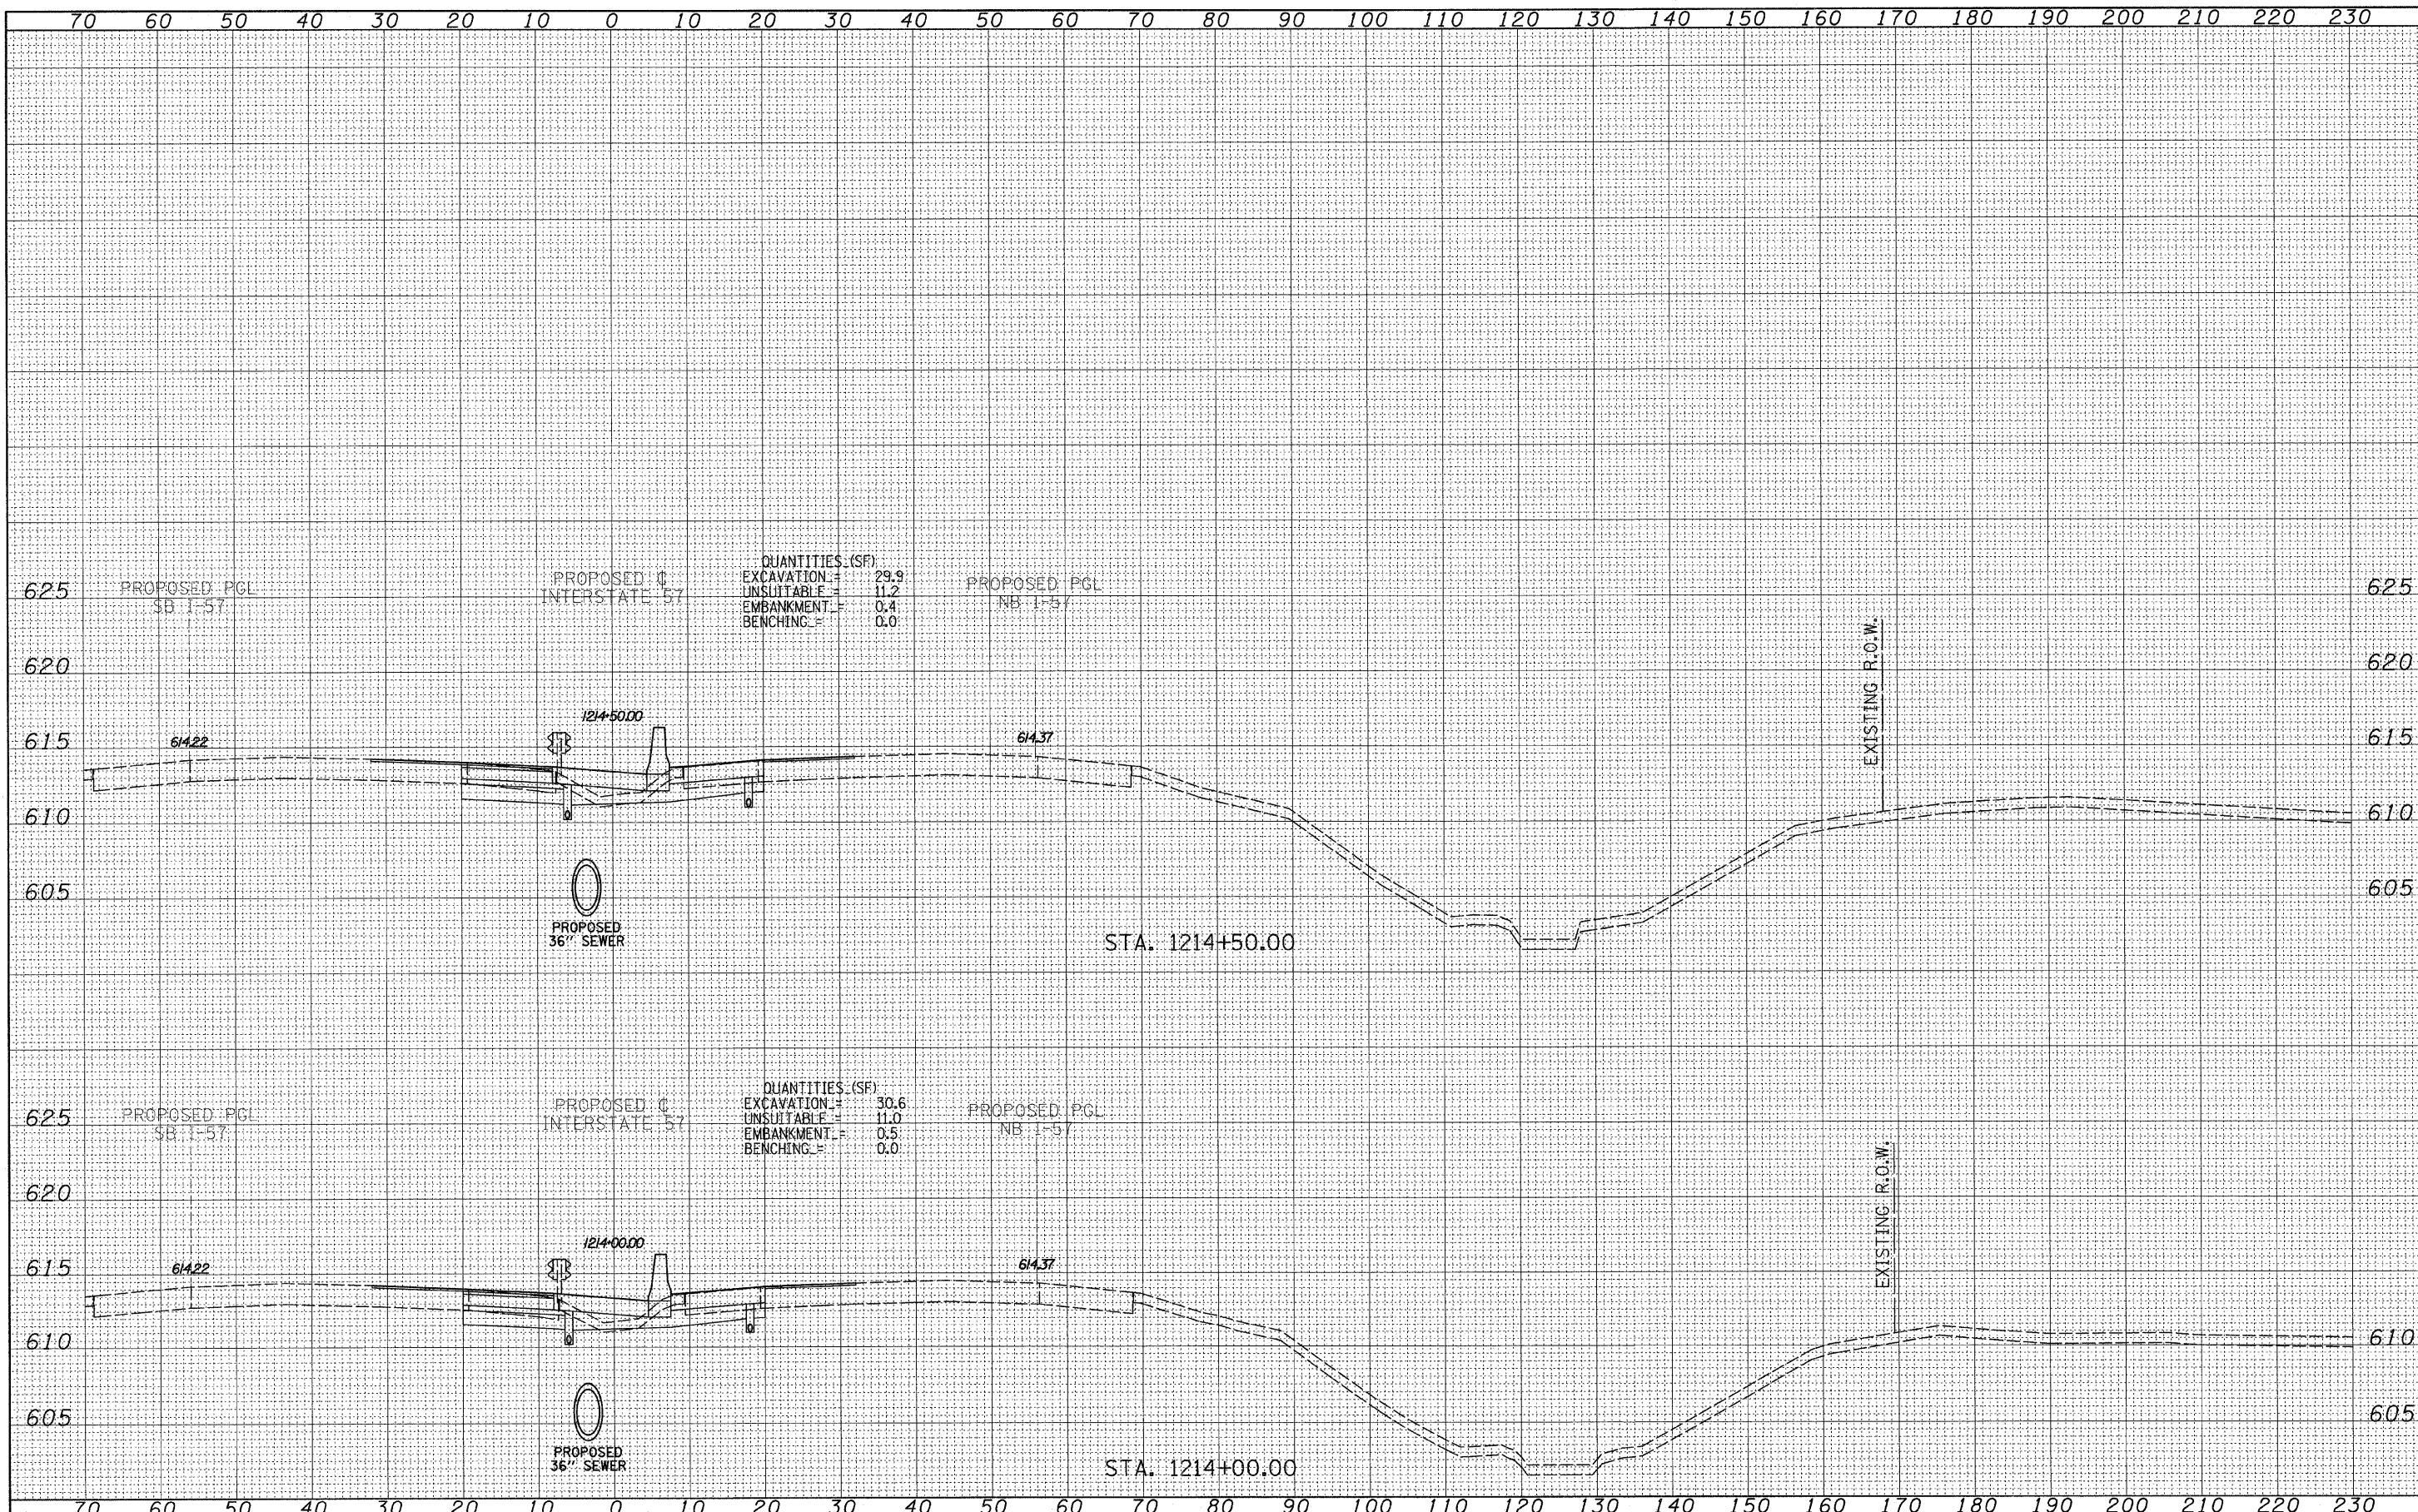 70 60 50 40 30 20 10 0 10 20 30 40 50 60 70 80 90 100 110 120 130 140 150 160 170 180 190 200 210 220 230
QUANTITIES (SF)
EXCAVATION = 29.9
UNSUITABLE = 11.2
EMBANKMENT = 0.4
BENCHING = 0.0
PROPOSED PGL
SB I-57
PROPOSED ℄
INTERSTATE 57
PROPOSED PGL
NB I-57
625 625
620 620
EXISTING R.O.W.
1214+50.00
615 614.22 614.37 615
610 610
605 605
PROPOSED
36" SEWER
STA. 1214+50.00
QUANTITIES (SF)
EXCAVATION = 30.6
UNSUITABLE = 11.0
EMBANKMENT = 0.5
BENCHING = 0.0
PROPOSED PGL
SB I-57
PROPOSED ℄
INTERSTATE 57
PROPOSED PGL
NB I-57
625 625
620 620
EXISTING R.O.W.
1214+00.00
615 614.22 614.37 615
610 610
605 605
PROPOSED
36" SEWER
STA. 1214+00.00
70 60 50 40 30 20 10 0 10 20 30 40 50 60 70 80 90 100 110 120 130 140 150 160 170 180 190 200 210 220 230